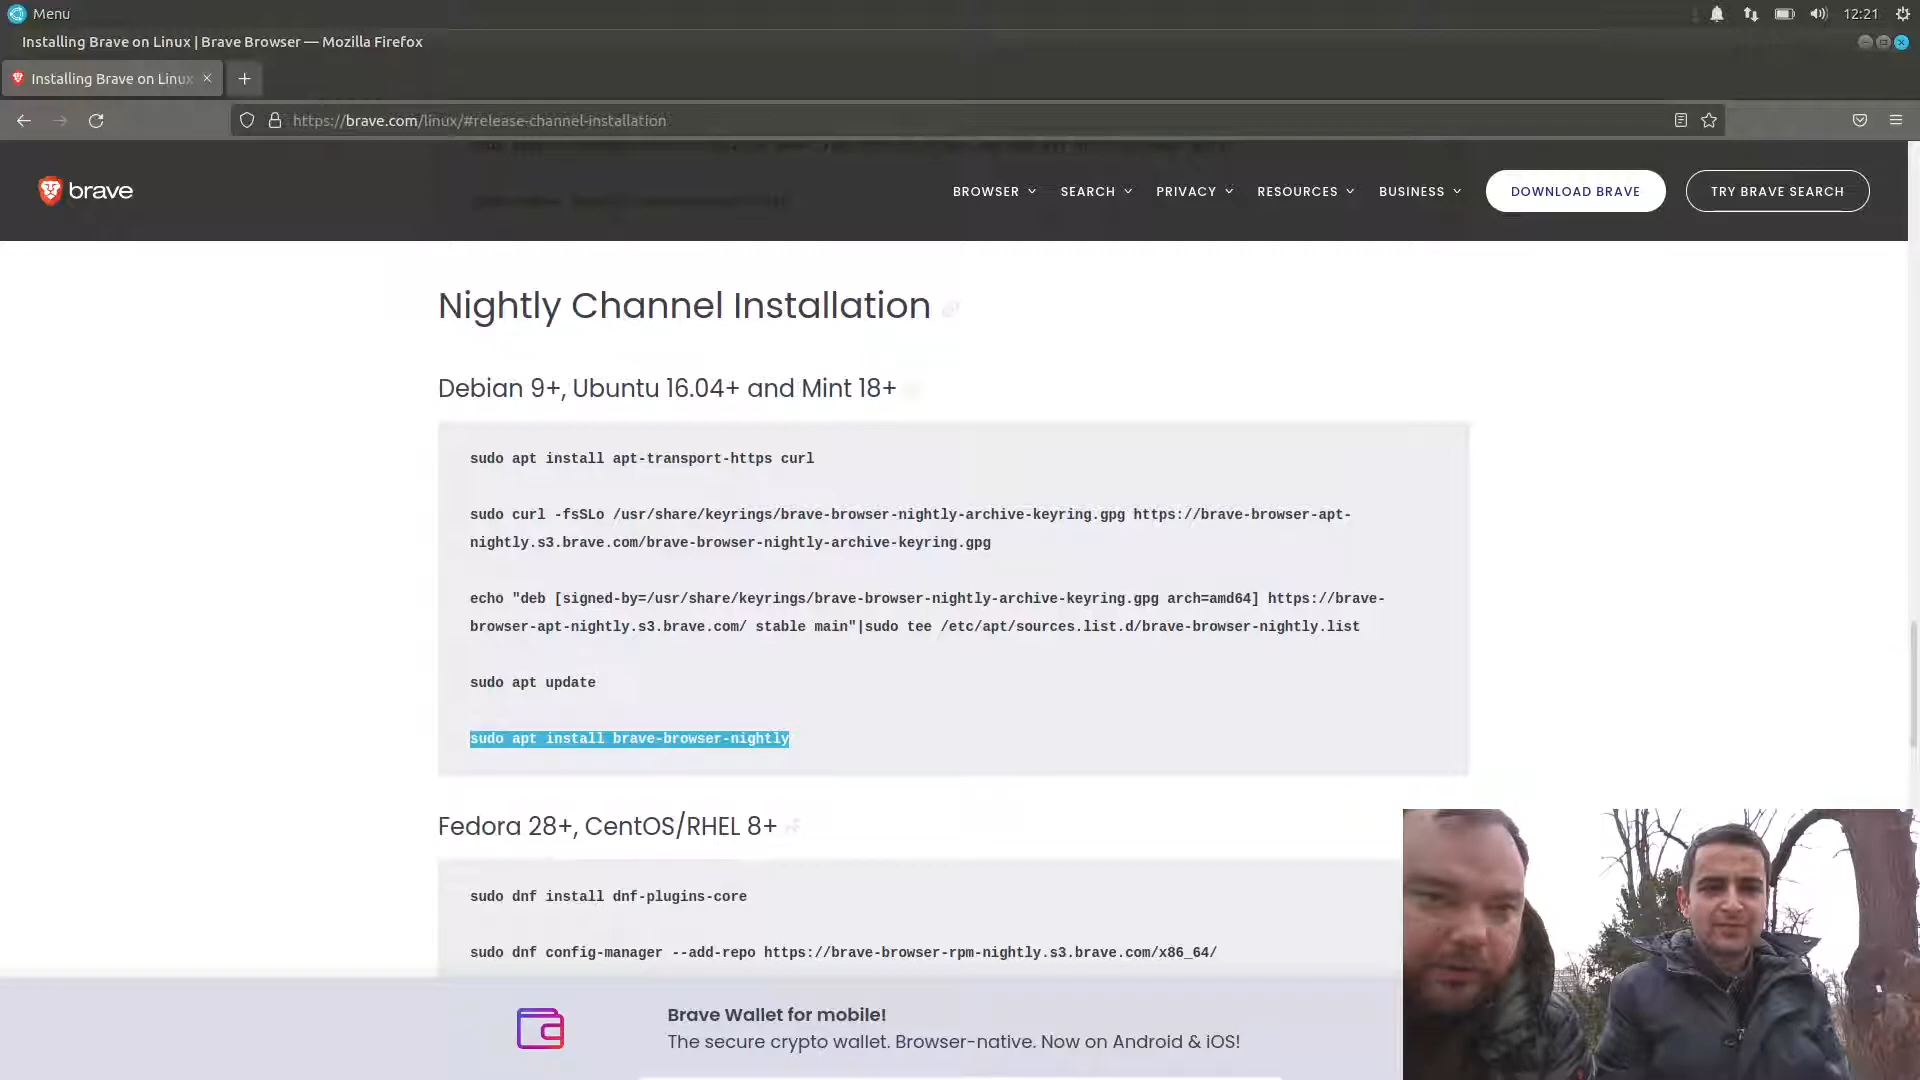 Menu
12:21
Installing Brave on Linux | Brave Browser — Mozilla Firefox
Installing Brave on Linux
https://brave.com/linux/#release-channel-installation
brave
BROWSER
SEARCH
PRIVACY
RESOURCES
BUSINESS
DOWNLOAD BRAVE
TRY BRAVE SEARCH
Nightly Channel Installation
Debian 9+, Ubuntu 16.04+ and Mint 18+
sudo apt install apt-transport-https curl
sudo curl -fsSLo /usr/share/keyrings/brave-browser-nightly-archive-keyring.gpg https://brave-browser-apt-
nightly.s3.brave.com/brave-browser-nightly-archive-keyring.gpg
echo "deb [signed-by=/usr/share/keyrings/brave-browser-nightly-archive-keyring.gpg arch=amd64] https://brave-
browser-apt-nightly.s3.brave.com/ stable main"|sudo tee /etc/apt/sources.list.d/brave-browser-nightly.list
sudo apt update
sudo apt install brave-browser-nightly
Fedora 28+, CentOS/RHEL 8+
sudo dnf install dnf-plugins-core
sudo dnf config-manager --add-repo https://brave-browser-rpm-nightly.s3.brave.com/x86_64/
Brave Wallet for mobile!
The secure crypto wallet. Browser-native. Now on Android & iOS!